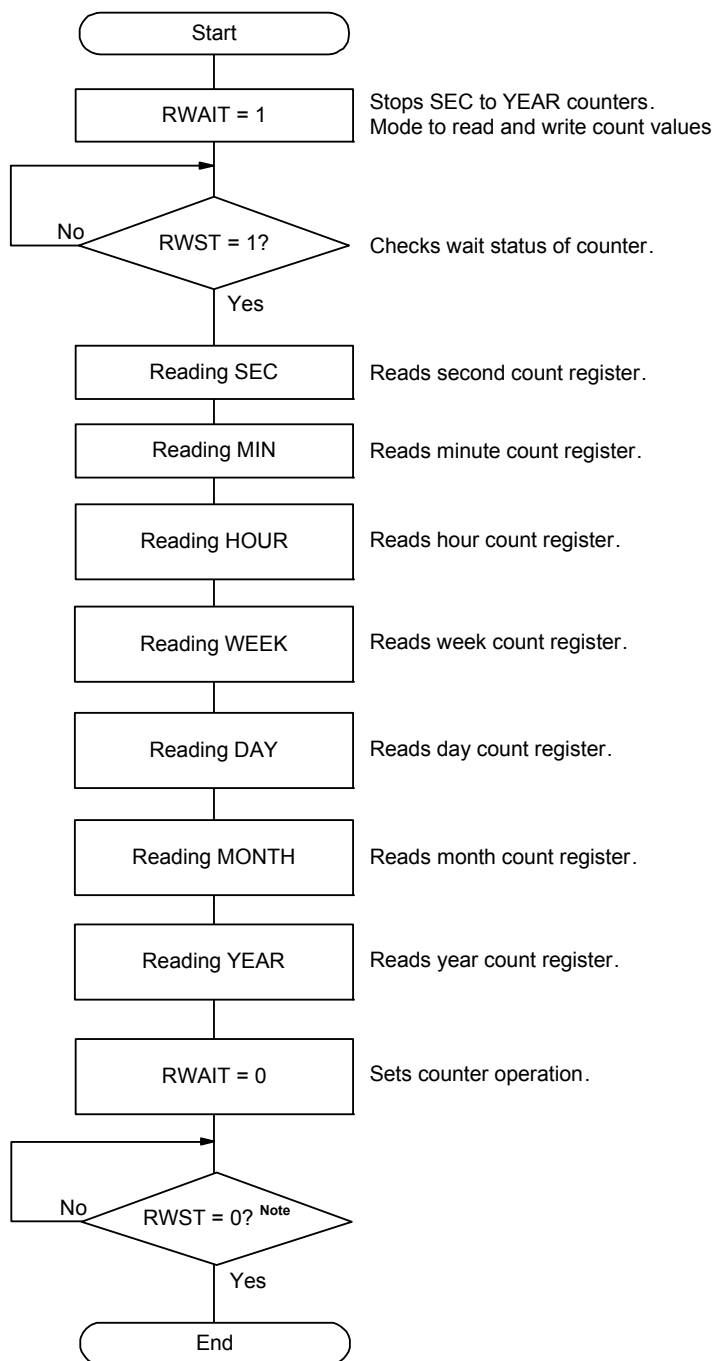 Start
RWAIT = 1
Stops SEC to YEAR counters.
Mode to read and write count values
No
RWST = 1?
Checks wait status of counter.
Yes
Reading SEC
Reads second count register.
Reading MIN
Reads minute count register.
Reading HOUR
Reads hour count register.
Reading WEEK
Reads week count register.
Reading DAY
Reads day count register.
Reading MONTH
Reads month count register.
Reading YEAR
Reads year count register.
RWAIT = 0
Sets counter operation.
No
RWST = 0? Note
Yes
End